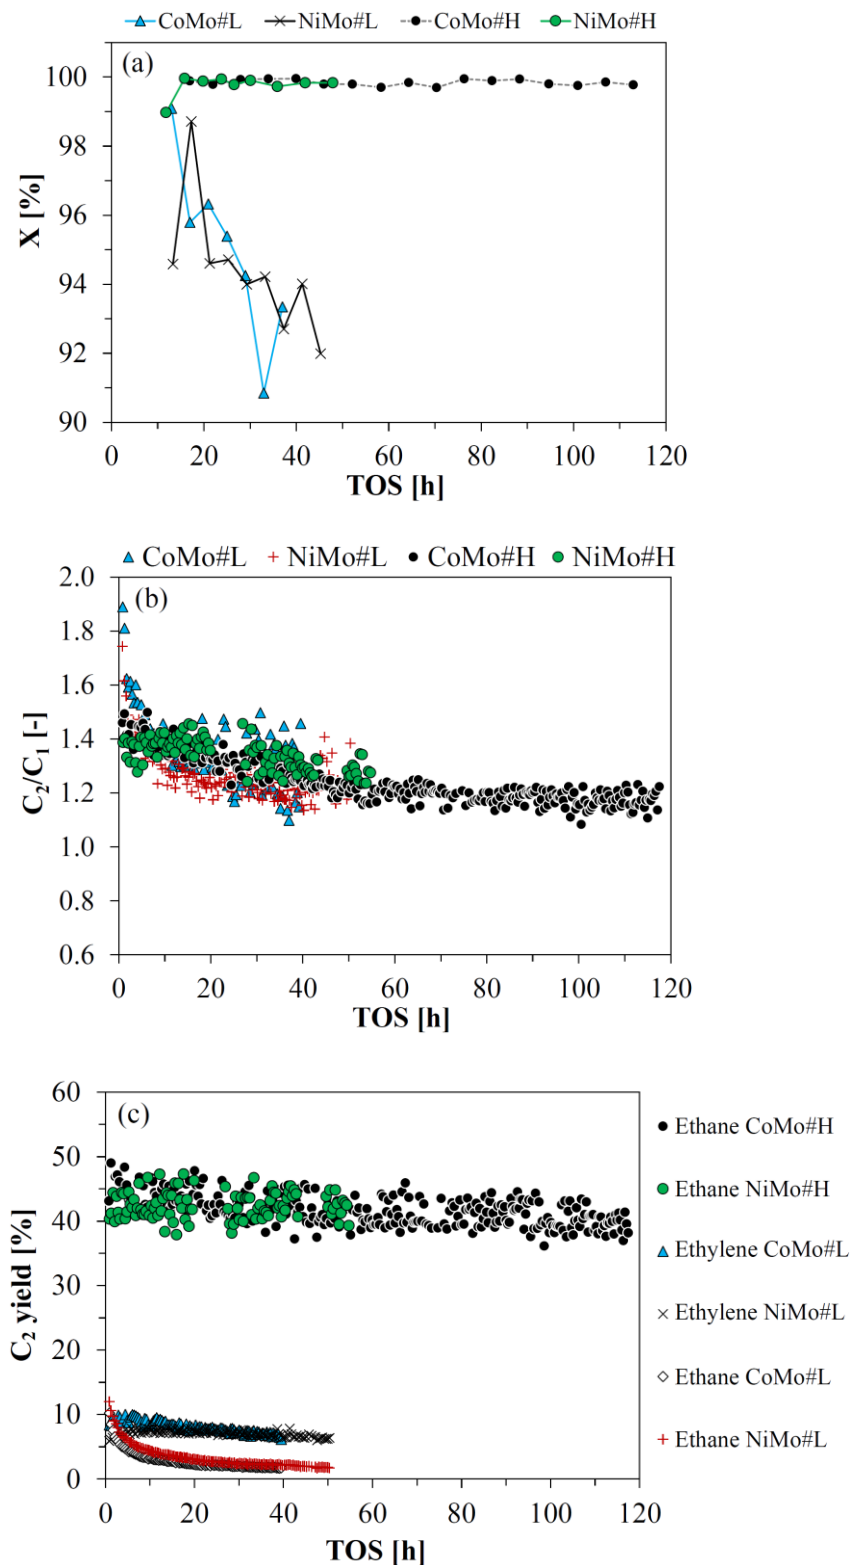 CoMo#L NiMo#L CoMo#H NiMo#H
(a)
100
98
96
94
92
90
X [%]
0 20 40 60 80 100 120
TOS [h]
CoMo#L NiMo#L CoMo#H NiMo#H
(b)
2.0
1.8
1.6
1.4
1.2
1.0
0.8
0.6
C₂/C₁ [-]
0 20 40 60 80 100 120
TOS [h]
(c)
60
50
40
30
20
10
0
C₂ yield [%]
0 20 40 60 80 100 120
TOS [h]
Ethane CoMo#H
Ethane NiMo#H
Ethylene CoMo#L
Ethylene NiMo#L
Ethane CoMo#L
Ethane NiMo#L